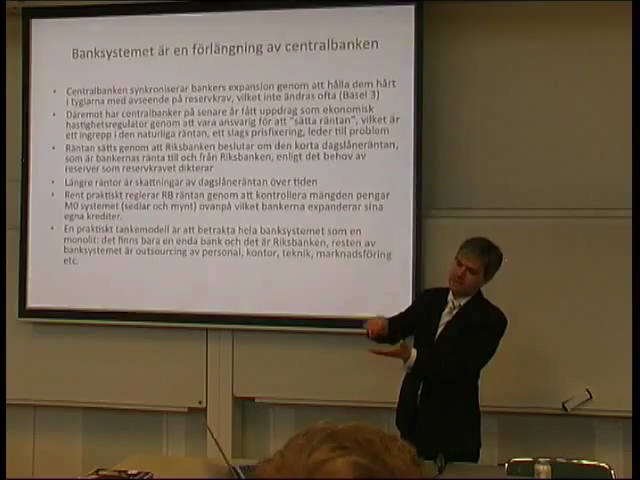 Banksystemet är en förlängning av centralbanken
• Centralbanken synkroniserar bankers expansion genom att hålla dem hårt
i tyglarna med avseende på reservkrav, vilket inte ändras ofta (Basel 3)
• Däremot har centralbanker på senare år fått uppdrag som ekonomisk
hastighetsregulator genom att vara ansvarig för att "sätta räntan", vilket är
ett ingrepp i den naturliga räntan, ett slags prisfixering, leder till problem
• Räntan sätts genom att Riksbanken beslutar om den korta dagslåneräntan,
som är bankernas ränta till och från Riksbanken, enligt det behov av
reserver som reservkravet dikterar
• Längre räntor är skattningar av dagslåneräntan över tiden
• Rent praktiskt reglerar RB räntan genom att kontrollera mängden pengar
M0 systemet (sedlar och mynt) ovanpå vilket bankerna expanderar sina
egna krediter.
• En praktiskt tankemodell är att betrakta hela banksystemet som en
monolit: det finns bara en enda bank och det är Riksbanken, resten av
banksystemet är outsourcing av personal, kontor, teknik, marknadsföring
etc.